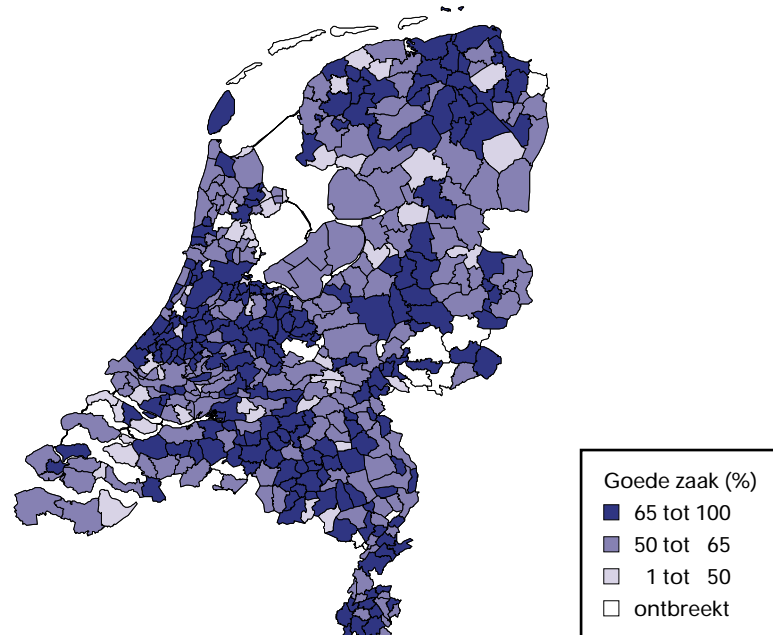 Goede zaak (%)
65 tot 100
50 tot 65
1 tot 50
ontbreekt